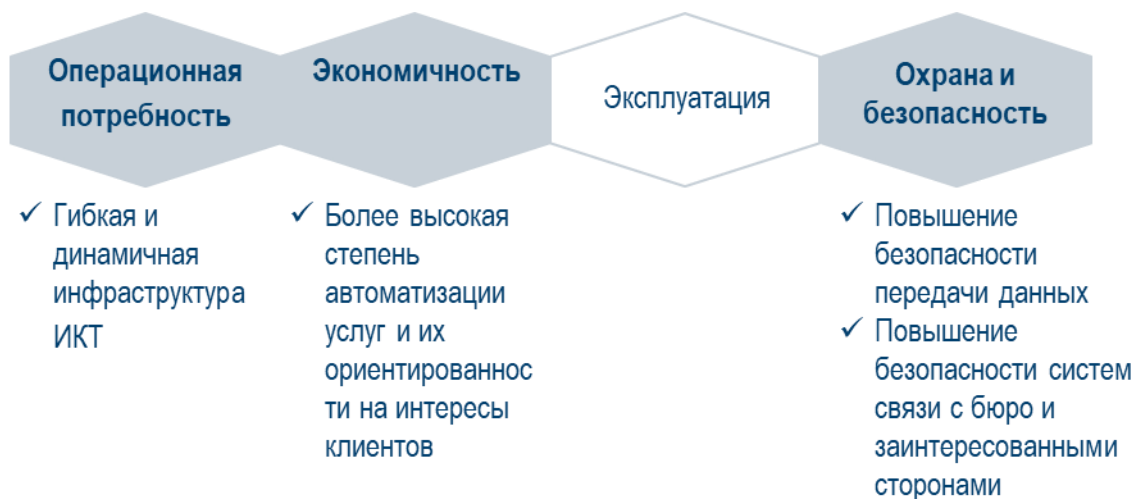 Операционная
потребность
Экономичность
Эксплуатация
Охрана и
безопасность
✓ Гибкая и
динамичная
инфраструктура
ИКТ
✓ Более высокая
степень
автоматизации
услуг и их
ориентированнос
ти на интересы
клиентов
✓ Повышение
безопасности
передачи данных
✓ Повышение
безопасности систем
связи с бюро и
заинтересованными
сторонами